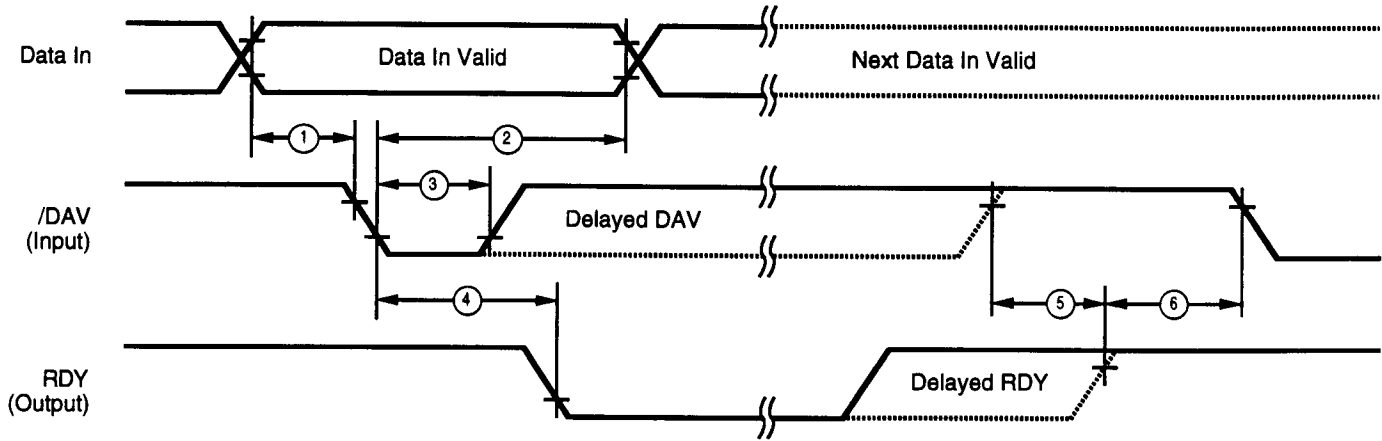 Data In
Data In Valid
Next Data In Valid
1
2
3
/DAV
(Input)
Delayed DAV
4
5
6
RDY
(Output)
Delayed RDY